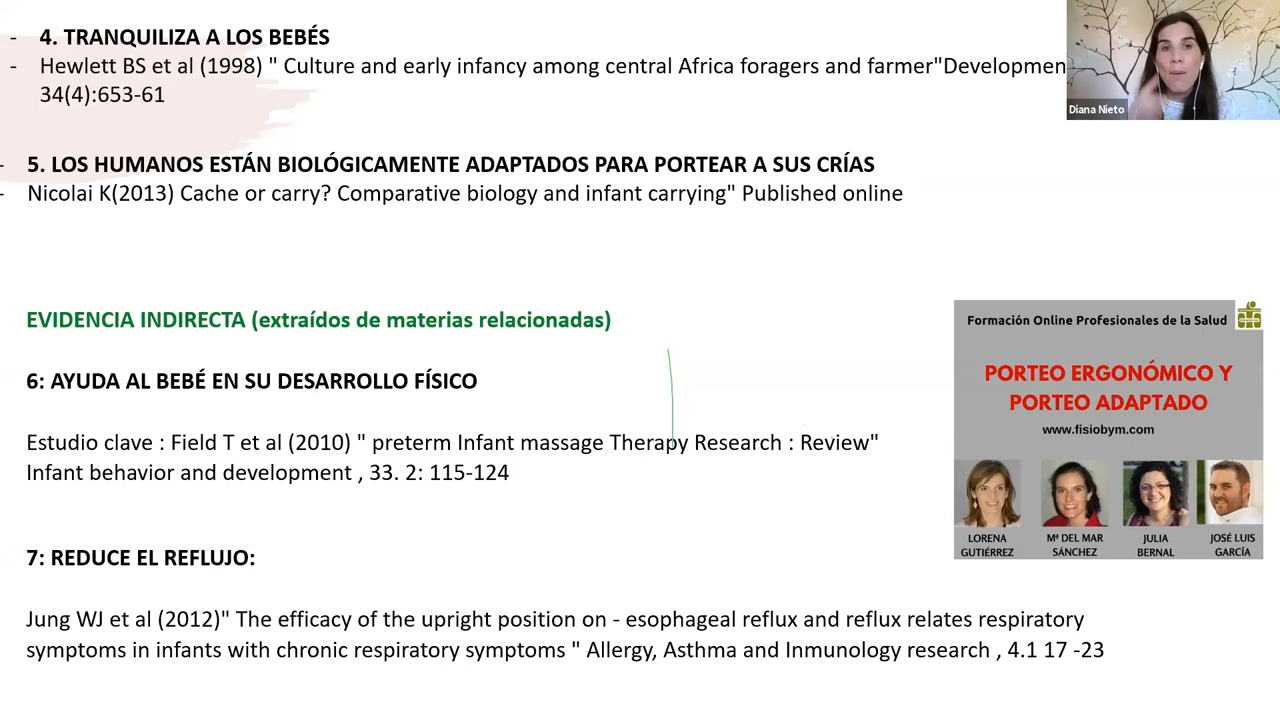 - 4. TRANQUILIZA A LOS BEBÉS
- Hewlett BS et al (1998) " Culture and early infancy among central Africa foragers and farmer"Developmen
34(4):653-61
Diana Nieto
- 5. LOS HUMANOS ESTÁN BIOLÓGICAMENTE ADAPTADOS PARA PORTEAR A SUS CRÍAS
- Nicolai K(2013) Cache or carry? Comparative biology and infant carrying" Published online
EVIDENCIA INDIRECTA (extraídos de materias relacionadas)
6: AYUDA AL BEBÉ EN SU DESARROLLO FÍSICO
Estudio clave : Field T et al (2010) " preterm Infant massage Therapy Research : Review"
Infant behavior and development , 33. 2: 115-124
7: REDUCE EL REFLUJO:
Jung WJ et al (2012)" The efficacy of the upright position on - esophageal reflux and reflux relates respiratory
symptoms in infants with chronic respiratory symptoms " Allergy, Asthma and Inmunology research , 4.1 17 -23
Formación Online Profesionales de la Salud
PORTEO ERGONÓMICO Y
PORTEO ADAPTADO
www.fisiobym.com
LORENA
GUTIÉRREZ
Mª DEL MAR
SÁNCHEZ
JULIA
BERNAL
JOSÉ LUIS
GARCÍA